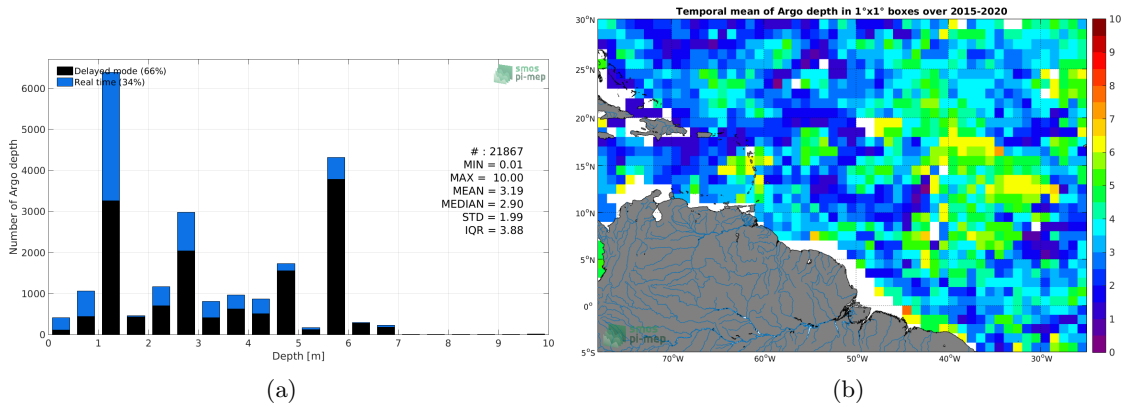 Delayed mode (66%)
Real time (34%)
smos
pi-mep
Number of Argo depth
6000
5000
4000
3000
2000
1000
0
# : 21867
MIN = 0.01
MAX = 10.00
MEAN = 3.19
MEDIAN = 2.90
STD = 1.99
IQR = 3.88
0 1 2 3 4 5 6 7 8 9 10
Depth [m]
(a)
Temporal mean of Argo depth in 1°x1° boxes over 2015-2020
30°N
25°N
20°N
15°N
10°N
5°N
0°
5°S
70°W 60°W 50°W 40°W 30°W
smos
pi-mep
10
9
8
7
6
5
4
3
2
1
0
(b)